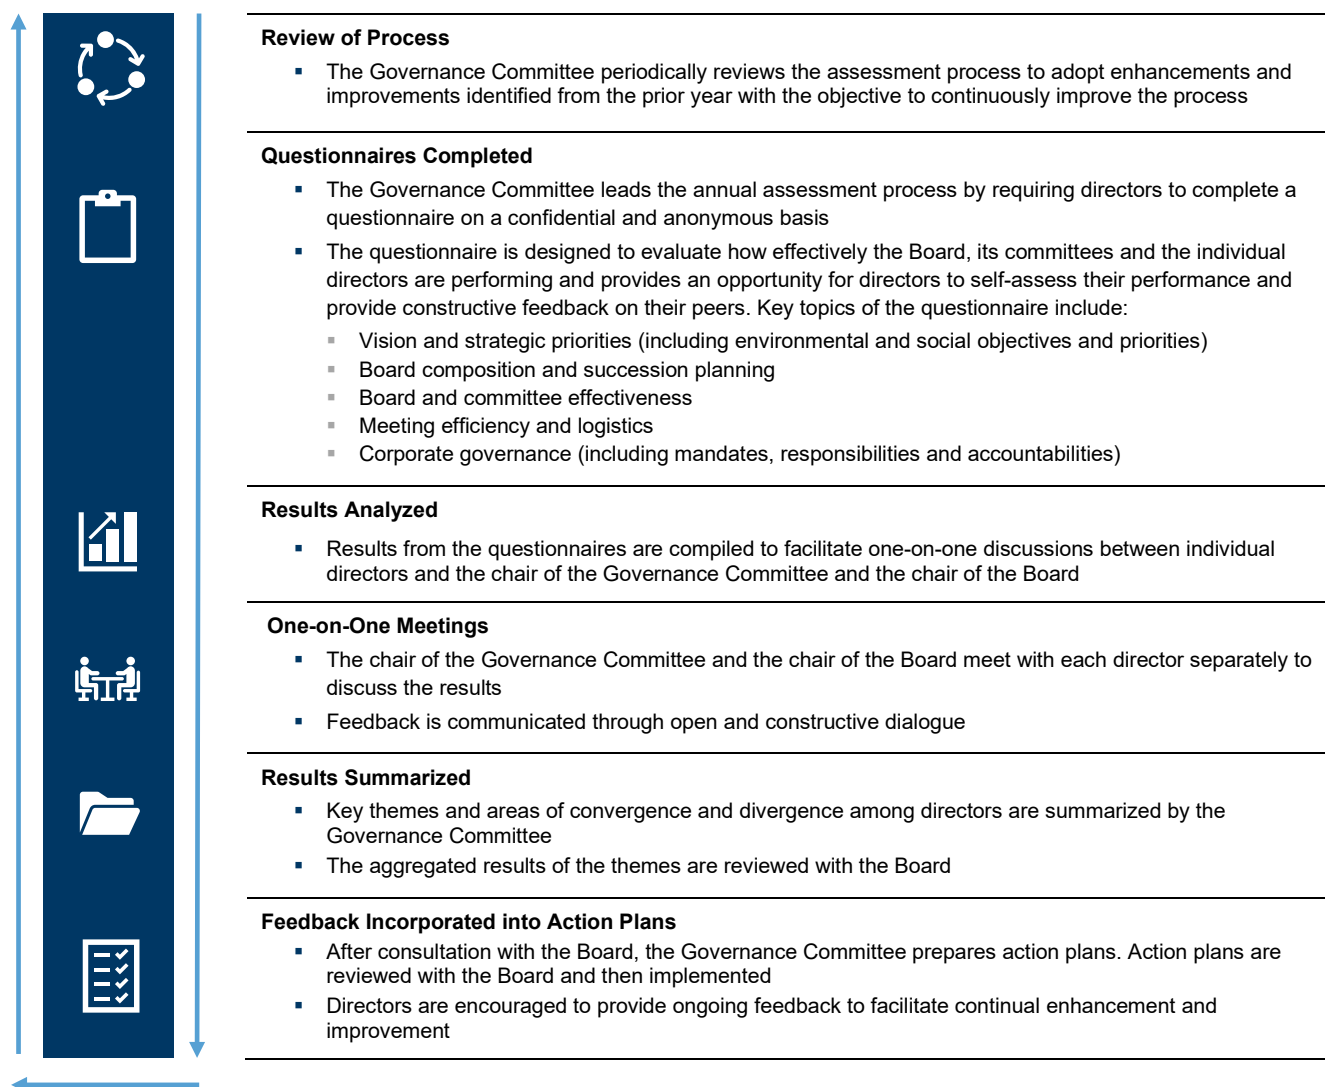 Review of Process
▪ The Governance Committee periodically reviews the assessment process to adopt enhancements and
improvements identified from the prior year with the objective to continuously improve the process
Questionnaires Completed
▪ The Governance Committee leads the annual assessment process by requiring directors to complete a
questionnaire on a confidential and anonymous basis
▪ The questionnaire is designed to evaluate how effectively the Board, its committees and the individual
directors are performing and provides an opportunity for directors to self-assess their performance and
provide constructive feedback on their peers. Key topics of the questionnaire include:
▪ Vision and strategic priorities (including environmental and social objectives and priorities)
▪ Board composition and succession planning
▪ Board and committee effectiveness
▪ Meeting efficiency and logistics
▪ Corporate governance (including mandates, responsibilities and accountabilities)
Results Analyzed
▪ Results from the questionnaires are compiled to facilitate one-on-one discussions between individual
directors and the chair of the Governance Committee and the chair of the Board
One-on-One Meetings
▪ The chair of the Governance Committee and the chair of the Board meet with each director separately to
discuss the results
▪ Feedback is communicated through open and constructive dialogue
Results Summarized
▪ Key themes and areas of convergence and divergence among directors are summarized by the
Governance Committee
▪ The aggregated results of the themes are reviewed with the Board
Feedback Incorporated into Action Plans
▪ After consultation with the Board, the Governance Committee prepares action plans. Action plans are
reviewed with the Board and then implemented
▪ Directors are encouraged to provide ongoing feedback to facilitate continual enhancement and
improvement